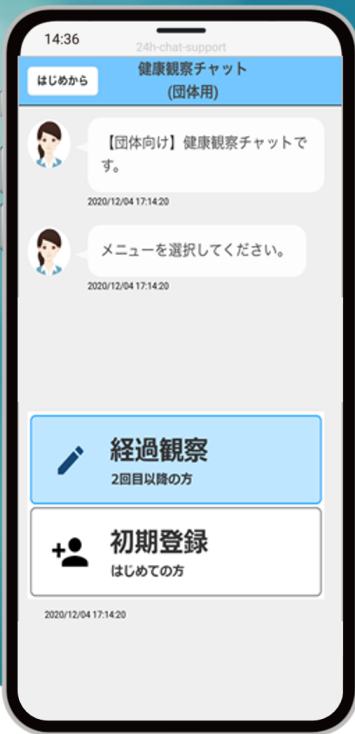 14:36
24h-chat-support
はじめから
健康観察チャット
(団体用)
【団体向け】健康観察チャットで
す。
2020/12/04 17:14:20
メニューを選択してください。
2020/12/04 17:14:20
経過観察
2回目以降の方
初期登録
はじめての方
2020/12/04 17:14:20